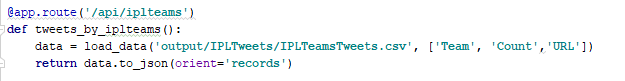 @app.route('/api/iplteams')
def tweets_by_iplteams():
    data = load_data('output/IPLTweets/IPLTeamsTweets.csv', ['Team', 'Count','URL'])
    return data.to_json(orient='records')